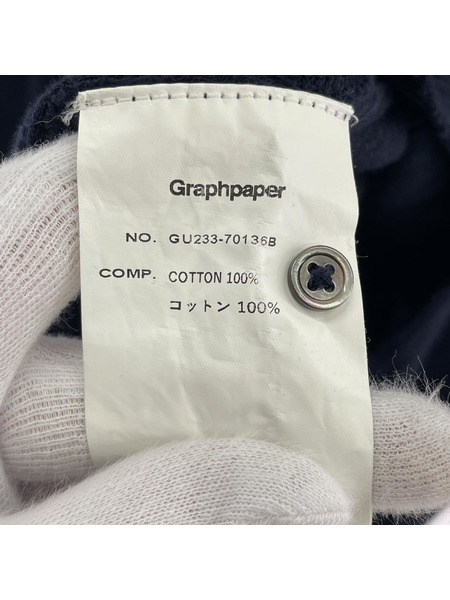 Graphpaper
NO. GU233-70136B
COMP. COTTON 100%
コットン 100%